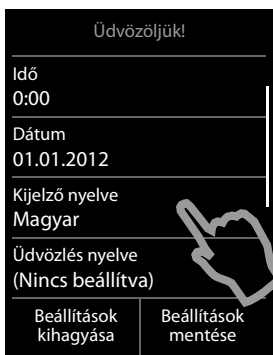 Üdvözöljük!
Idő
0:00
Dátum
01.01.2012
Kijelző nyelve
Magyar
Üdvözlés nyelve
(Nincs beállítva)
Beállítások kihagyása
Beállítások mentése